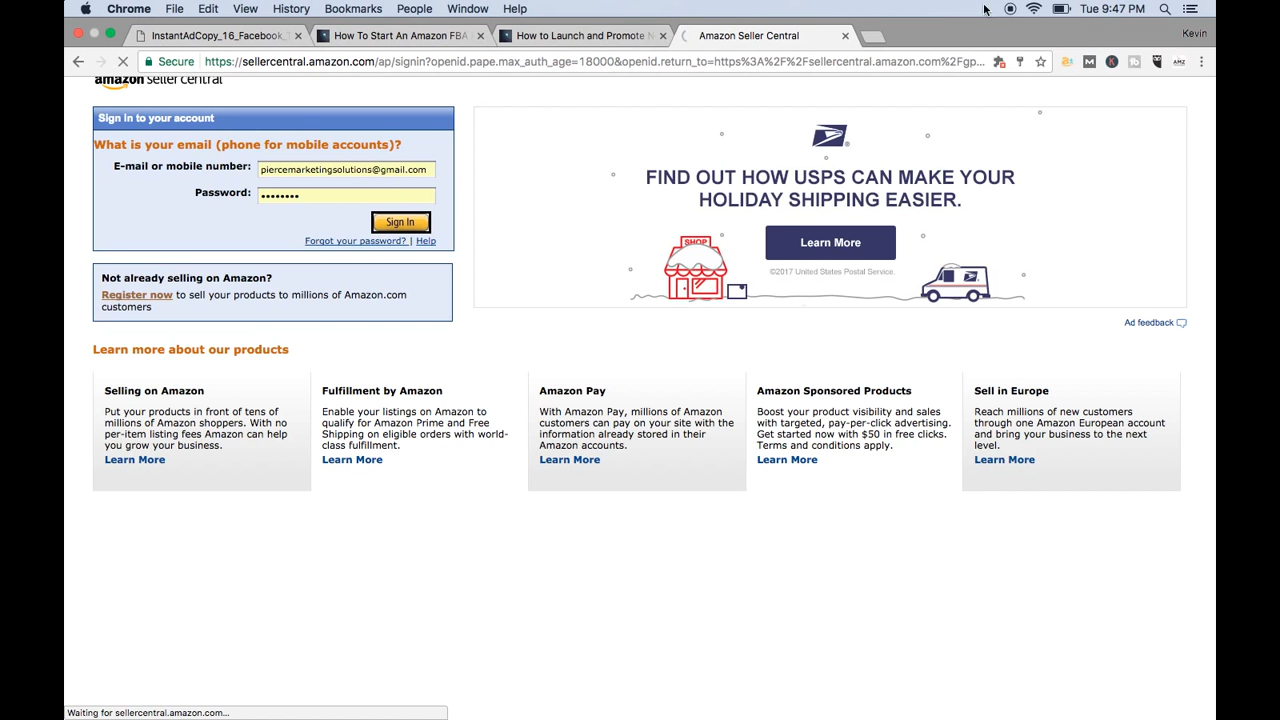 Chrome File Edit View History Bookmarks People Window Help Tue 9:47 PM
InstantAdCopy_16_Facebook_ How To Start An Amazon FBA How to Launch and Promote N Amazon Seller Central Kevin
Secure https://sellercentral.amazon.com/ap/signin?openid.pape.max_auth_age=18000&openid.return_to=https%3A%2F%2Fsellercentral.amazon.com%2Fgp...
amazon seller central
Sign in to your account
What is your email (phone for mobile accounts)?
E-mail or mobile number: piercemarketingsolutions@gmail.com
Password: ••••••••
Sign In
Forgot your password? | Help
Not already selling on Amazon?
Register now to sell your products to millions of Amazon.com
customers
FIND OUT HOW USPS CAN MAKE YOUR
HOLIDAY SHIPPING EASIER.
SHOP
Learn More
©2017 United States Postal Service.
Ad feedback
Learn more about our products
Selling on Amazon
Put your products in front of tens of
millions of Amazon shoppers. With no
per-item listing fees Amazon can help
you grow your business.
Learn More
Fulfillment by Amazon
Enable your listings on Amazon to
qualify for Amazon Prime and Free
Shipping on eligible orders with world-
class fulfillment.
Learn More
Amazon Pay
With Amazon Pay, millions of Amazon
customers can pay on your site with the
information already stored in their
Amazon accounts.
Learn More
Amazon Sponsored Products
Boost your product visibility and sales
with targeted, pay-per-click advertising.
Get started now with $50 in free clicks.
Terms and conditions apply.
Learn More
Sell in Europe
Reach millions of new customers
through one Amazon European account
and bring your business to the next
level.
Learn More
Waiting for sellercentral.amazon.com...